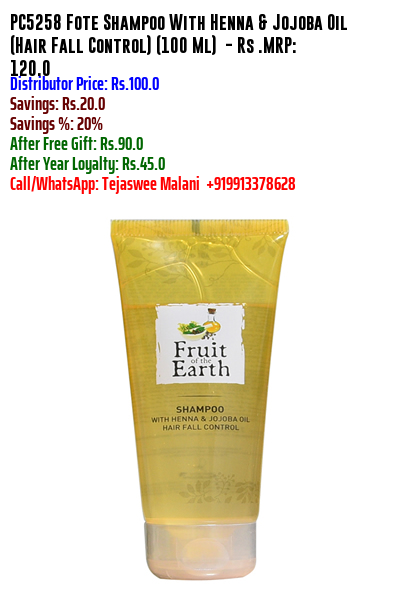 PC5258 Fote Shampoo With Henna & Jojoba Oil
(Hair Fall Control) (100 Ml) - Rs .MRP:
120.0
Distributor Price: Rs.100.0
Savings: Rs.20.0
Savings %: 20%
After Free Gift: Rs.90.0
After Year Loyalty: Rs.45.0
Call/WhatsApp: Tejaswee Malani +919913378628
Fruit
of the
Earth
SHAMPOO
WITH HENNA & JOJOBA OIL
HAIR FALL CONTROL